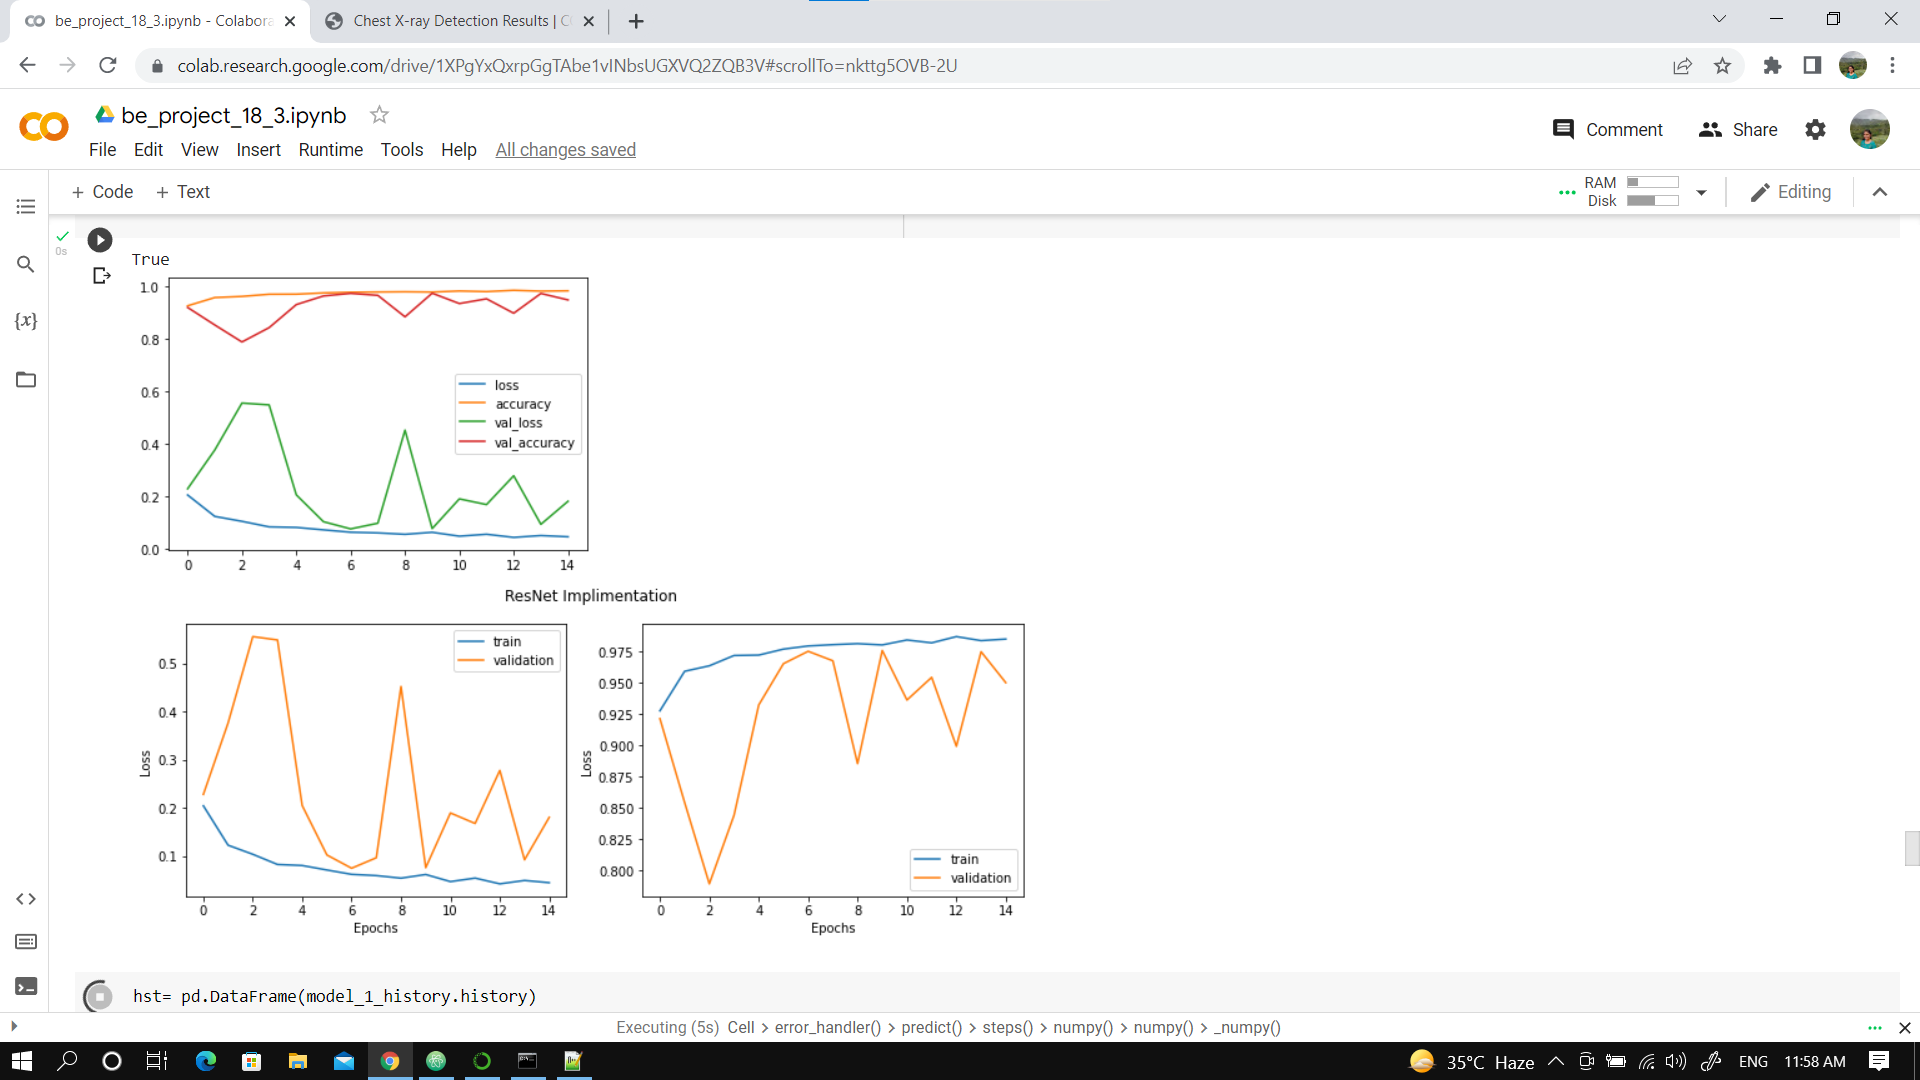 be_project_18_3.ipynb - Colabora
Chest X-ray Detection Results | C
colab.research.google.com/drive/1XPgYxQxrpGgTAbe1vINbsUGXVQ2ZQB3V#scrollTo=nkttg5OVB-2U
be_project_18_3.ipynb
Comment Share
File Edit View Insert Runtime Tools Help All changes saved
+ Code + Text
RAM
Disk
Editing
0s
True
{x}
1.0
0.8
0.6
0.4
0.2
0.0
loss
accuracy
val_loss
val_accuracy
0 2 4 6 8 10 12 14
ResNet Implimentation
0.5
0.4
0.3
0.2
0.1
Loss
train
validation
0 2 4 6 8 10 12 14
Epochs
0.975
0.950
0.925
0.900
0.875
0.850
0.825
0.800
Loss
train
validation
0 2 4 6 8 10 12 14
Epochs
hst= pd.DataFrame(model_1_history.history)
Executing (5s) Cell > error_handler() > predict() > steps() > numpy() > numpy() > _numpy()
35°C Haze ENG 11:58 AM